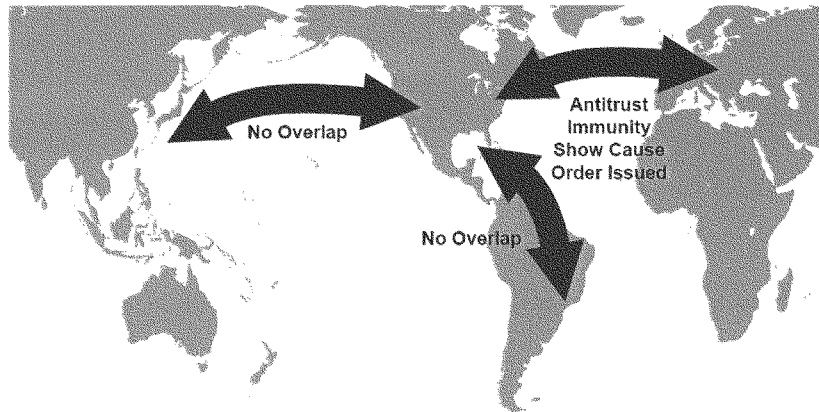 No Overlap
Antitrust
Immunity
Show Cause
Order Issued
No Overlap